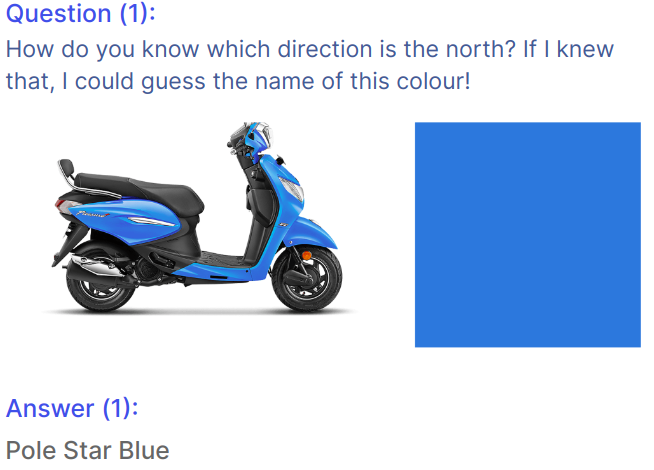 Question (1):
How do you know which direction is the north? If I knew
that, I could guess the name of this colour!
Pleasure+
Answer (1):
Pole Star Blue